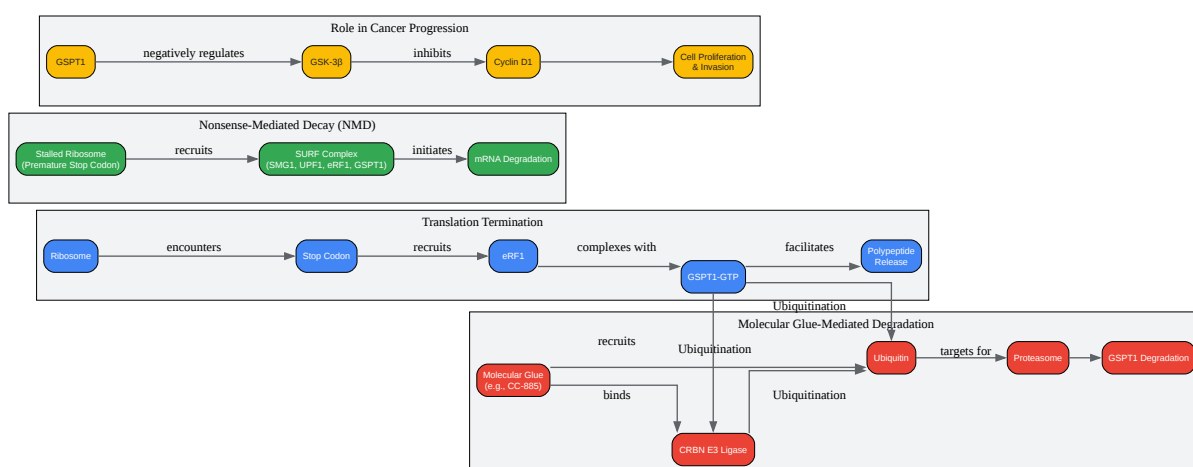 Role in Cancer Progression
GSPT1
negatively regulates
GSK-3β
inhibits
Cyclin D1
Cell Proliferation
& Invasion
Nonsense-Mediated Decay (NMD)
Stalled Ribosome
(Premature Stop Codon)
recruits
SURF Complex
(SMG1, UPF1, eRF1, GSPT1)
initiates
mRNA Degradation
Translation Termination
Ribosome
encounters
Stop Codon
recruits
eRF1
complexes with
GSPT1-GTP
facilitates
Polypeptide
Release
Ubiquitination
Molecular Glue-Mediated Degradation
recruits
Ubiquitination
Molecular Glue
(e.g., CC-885)
binds
Ubiquitin
targets for
Proteasome
GSPT1 Degradation
Ubiquitination
CRBN E3 Ligase